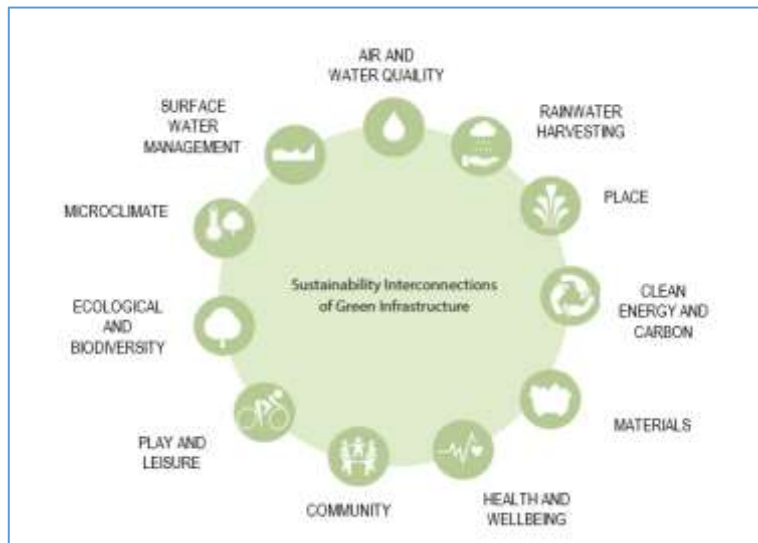 AIR AND
WATER QUAILITY
RAINWATER
HARVESTING
PLACE
CLEAN
ENERGY AND
CARBON
MATERIALS
HEALTH AND
WELLBEING
COMMUNITY
PLAY AND
LEISURE
ECOLOGICAL
AND
BIODIVERSITY
MICROCLIMATE
SURFACE
WATER
MANAGEMENT
Sustainability Interconnections
of Green Infrastructure